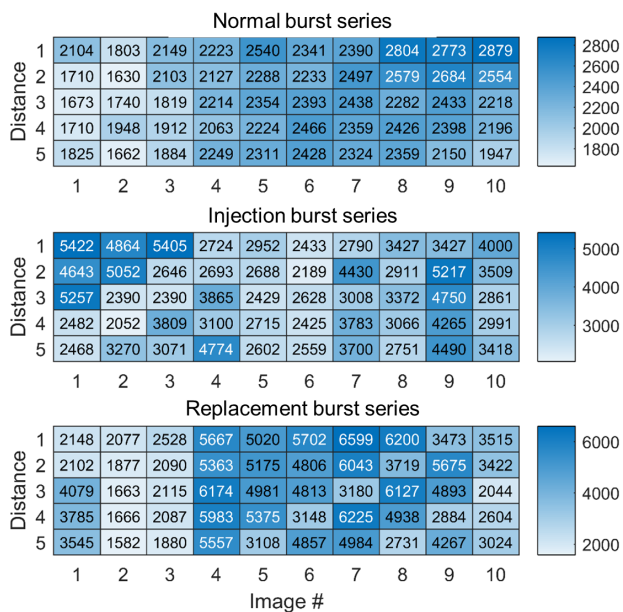 Normal burst series
1 2104 1803 2149 2223 2540 2341 2390 2804 2773 2879
2 1710 1630 2103 2127 2288 2233 2497 2579 2684 2554
3 1673 1740 1819 2214 2354 2393 2438 2282 2433 2218
4 1710 1948 1912 2063 2224 2466 2359 2426 2398 2196
5 1825 1662 1884 2249 2311 2428 2324 2359 2150 1947
Distance
1 2 3 4 5 6 7 8 9 10
2800
2600
2400
2200
2000
1800
Injection burst series
1 5422 4864 5405 2724 2952 2433 2790 3427 3427 4000
2 4643 5052 2646 2693 2688 2189 4430 2911 5217 3509
3 5257 2390 2390 3865 2429 2628 3008 3372 4750 2861
4 2482 2052 3809 3100 2715 2425 3783 3066 4265 2991
5 2468 3270 3071 4774 2602 2559 3700 2751 4490 3418
Distance
1 2 3 4 5 6 7 8 9 10
5000
4000
3000
Replacement burst series
1 2148 2077 2528 5667 5020 5702 6599 6200 3473 3515
2 2102 1877 2090 5363 5175 4806 6043 3719 5675 3422
3 4079 1663 2115 6174 4981 4813 3180 6127 4893 2044
4 3785 1666 2087 5983 5375 3148 6225 4938 2884 2604
5 3545 1582 1880 5557 3108 4857 4984 2731 4267 3024
Distance
1 2 3 4 5 6 7 8 9 10
Image #
6000
4000
2000